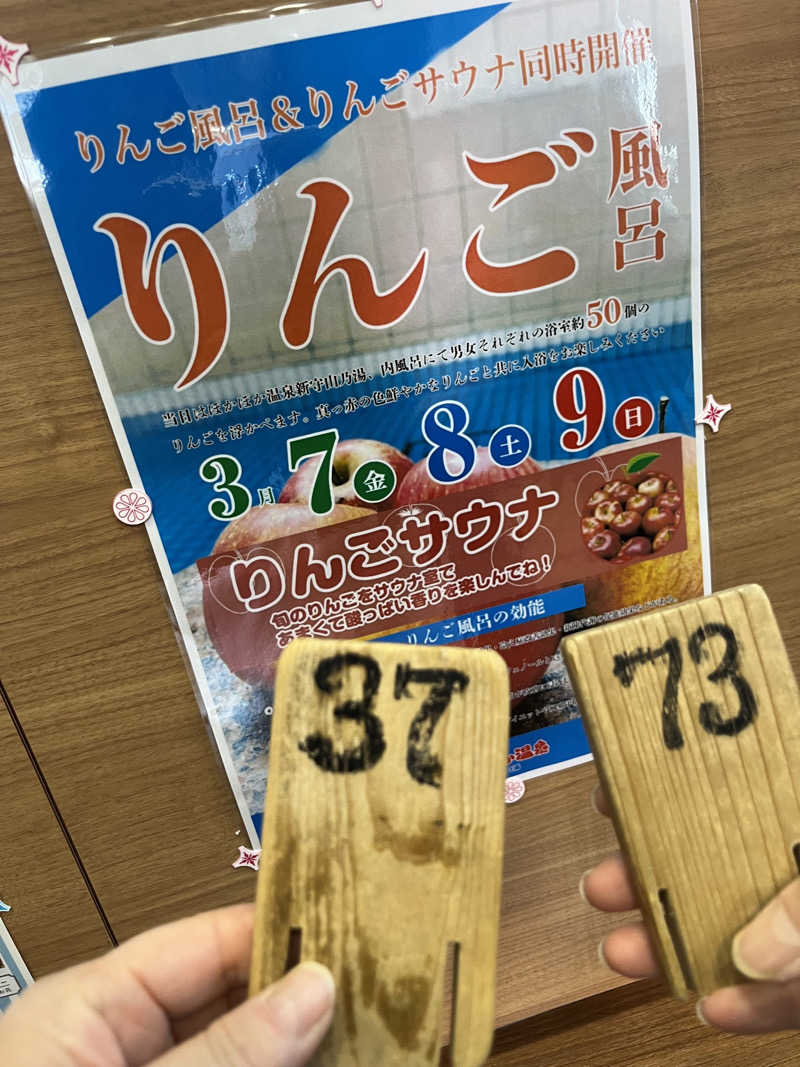 りんご風呂&りんごサウナ同時開催
りんご風呂
当日はぽかぽか温泉新守山乃湯、内風呂にて男女それぞれの浴室約50個の
りんごを浮かべます。真っ赤の色鮮やかなりんごと共に入浴をお楽しみください
3月7金8土9日
りんごサウナ
旬のりんごをサウナ室で
あまくて酸っぱい香りを楽しんでね！
りんご風呂の効能
温泉
37
73